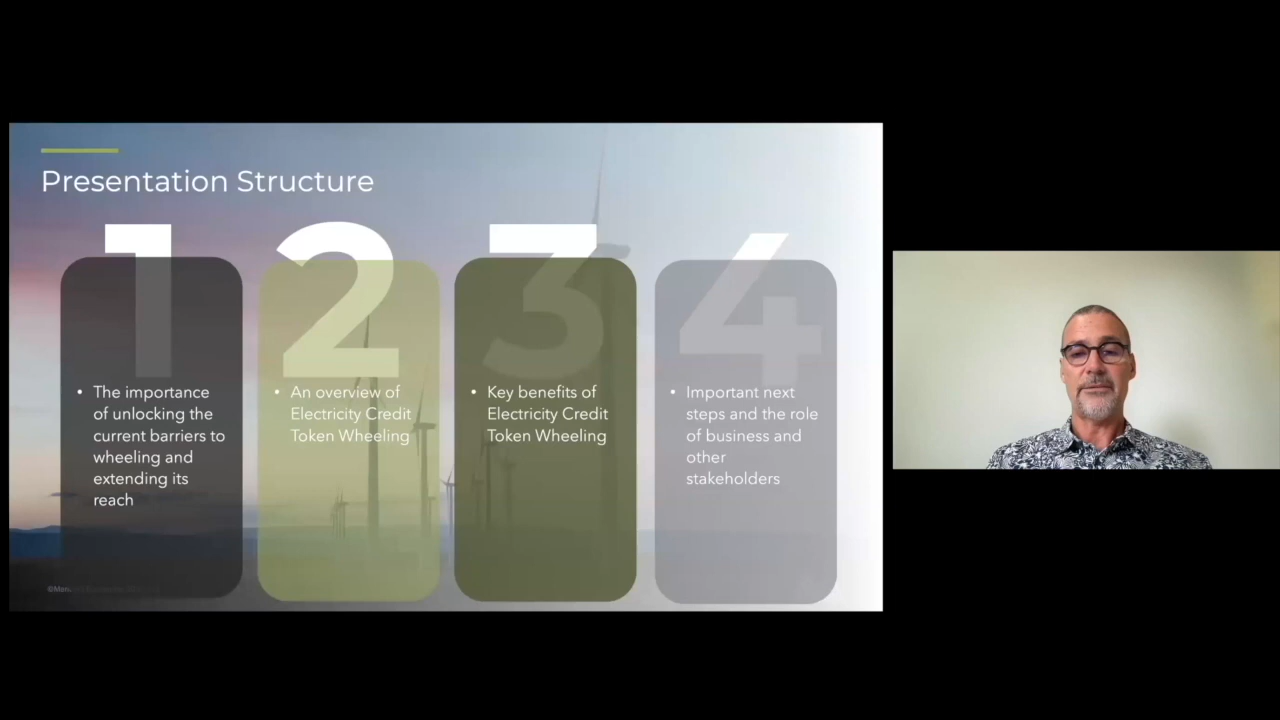 Presentation Structure
1
2
3
4
• The importance
of unlocking the
current barriers to
wheeling and
extending its
reach
• An overview of
Electricity Credit
Token Wheeling
• Key benefits of
Electricity Credit
Token Wheeling
• Important next
steps and the role
of business and
other
stakeholders